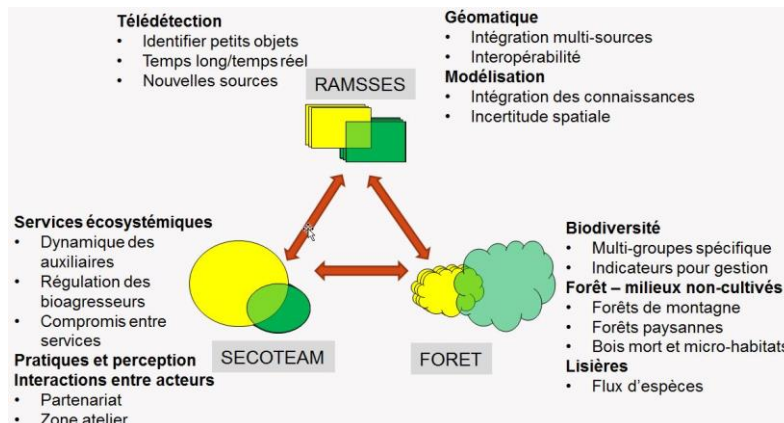 Télédétection
• Identifier petits objets
• Temps long/temps réel
• Nouvelles sources
Géomatique
• Intégration multi-sources
• Interopérabilité
Modélisation
• Intégration des connaissances
• Incertitude spatiale
RAMSSES
Services écosystémiques
• Dynamique des
auxiliaires
• Régulation des
bioagresseurs
• Compromis entre
services
Pratiques et perception
Interactions entre acteurs
• Partenariat
• Zone atelier
SECOTEAM
FORET
Biodiversité
• Multi-groupes spécifique
• Indicateurs pour gestion
Forêt – milieux non-cultivés
• Forêts de montagne
• Forêts paysannes
• Bois mort et micro-habitats
Lisières
• Flux d'espèces